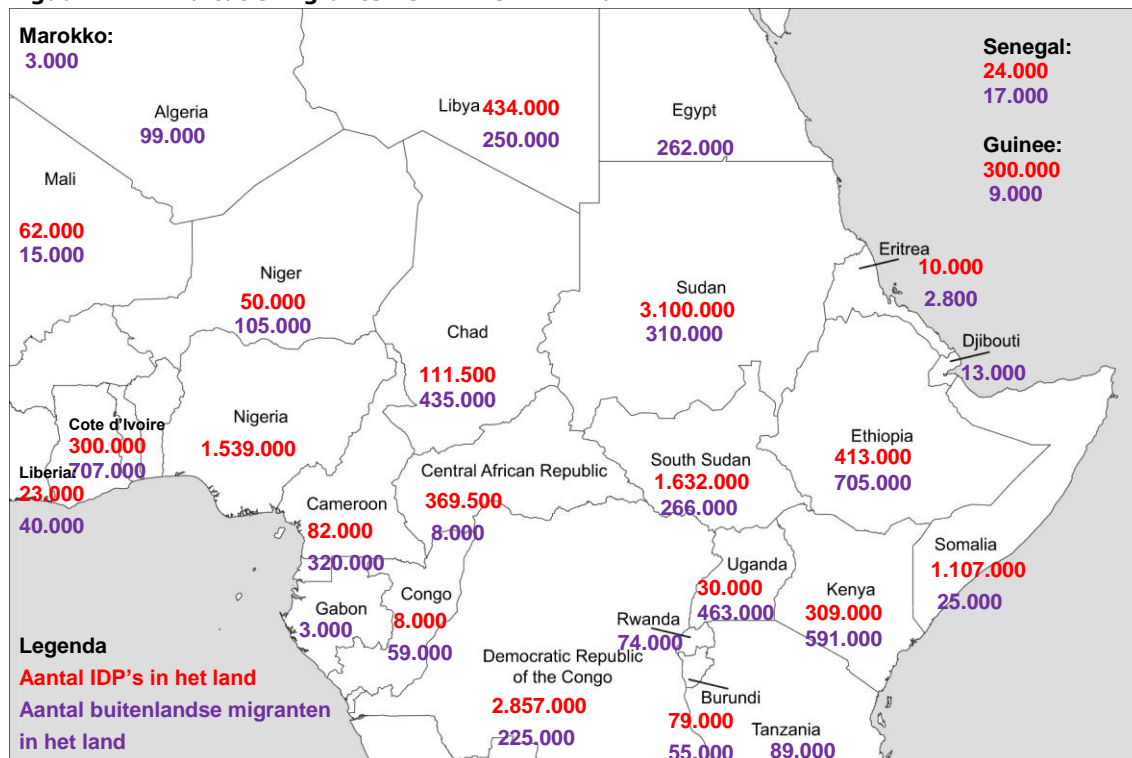 Marokko:
3.000
Senegal:
24.000
17.000
Algeria
99.000
Libya 434.000
250.000
Egypt
262.000
Guinee:
300.000
9.000
Mali
62.000
15.000
Niger
50.000
105.000
Chad
111.500
435.000
Sudan
3.100.000
310.000
Eritrea
10.000
2.800
Djibouti
13.000
Cote d'Ivoire
300.000
707.000
Liberia:
23.000
40.000
Nigeria
1.539.000
Cameroon
82.000
320.000
Central African Republic
369.500
8.000
South Sudan
1.632.000
266.000
Ethiopia
413.000
705.000
Somalia
1.107.000
25.000
Uganda
30.000
463.000
Kenya
309.000
591.000
Gabon
3.000
Congo
8.000
59.000
Rwanda
74.000
Democratic Republic
of the Congo
2.857.000
225.000
Burundi
79.000
55.000
Tanzania
89.000
Legenda
Aantal IDP's in het land
Aantal buitenlandse migranten
in het land